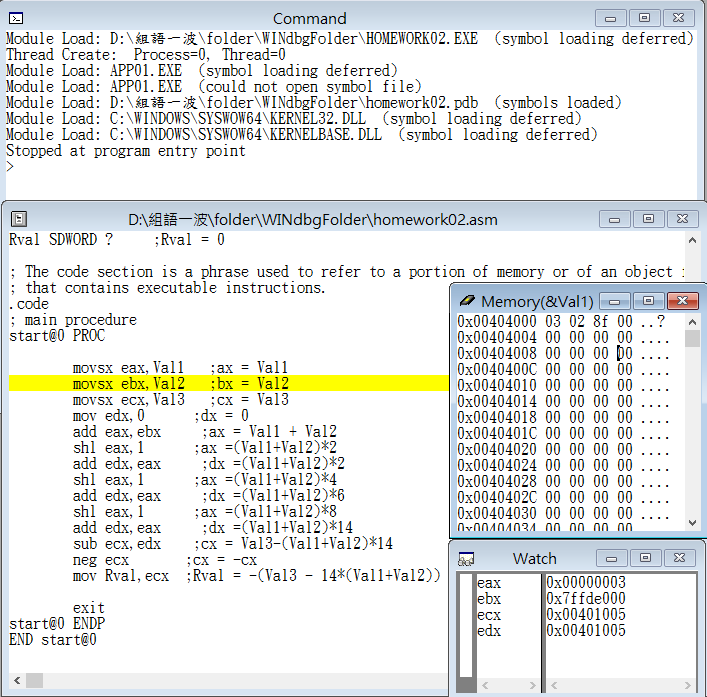 Command
Module Load: D:\組語一波\folder\WINdbgFolder\HOMEWORK02.EXE  (symbol loading deferred)
Thread Create:  Process=0, Thread=0
Module Load: APP01.EXE  (symbol loading deferred)
Module Load: APP01.EXE  (could not open symbol file)
Module Load: D:\組語一波\folder\WINdbgFolder\homework02.pdb  (symbols loaded)
Module Load: C:\WINDOWS\SYSWOW64\KERNEL32.DLL  (symbol loading deferred)
Module Load: C:\WINDOWS\SYSWOW64\KERNELBASE.DLL  (symbol loading deferred)
Stopped at program entry point
>
D:\組語一波\folder\WINdbgFolder\homework02.asm
Rval SDWORD ?     ;Rval = 0
; The code section is a phrase used to refer to a portion of memory or of an object
; that contains executable instructions.
.code
; main procedure
start@0 PROC
movsx eax,Val1   ;ax = Val1
movsx ebx,Val2   ;bx = Val2
movsx ecx,Val3   ;cx = Val3
mov edx,0      ;dx = 0
add eax,ebx     ;ax = Val1 + Val2
shl eax,1      ;ax =(Val1+Val2)*2
add edx,eax     ;dx =(Val1+Val2)*2
shl eax,1      ;ax =(Val1+Val2)*4
add edx,eax     ;dx =(Val1+Val2)*6
shl eax,1      ;ax =(Val1+Val2)*8
add edx,eax     ;dx =(Val1+Val2)*14
sub ecx,edx    ;cx = Val3-(Val1+Val2)*14
neg ecx       ;cx = -cx
mov Rval,ecx  ;Rval = -(Val3 - 14*(Val1+Val2))
exit
start@0 ENDP
END start@0
Memory(&Val1)
0x00404000 03 02 8f 00 ..?
0x00404004 00 00 00 00 ....
0x00404008 00 00 00 00 ....
0x0040400C 00 00 00 00 ....
0x00404010 00 00 00 00 ....
0x00404014 00 00 00 00 ....
0x00404018 00 00 00 00 ....
0x0040401C 00 00 00 00 ....
0x00404020 00 00 00 00 ....
0x00404024 00 00 00 00 ....
0x00404028 00 00 00 00 ....
0x0040402C 00 00 00 00 ....
0x00404030 00 00 00 00 ....
0x00404034 00 00 00 00 ....
Watch
eax 0x00000003
ebx 0x7ffde000
ecx 0x00401005
edx 0x00401005